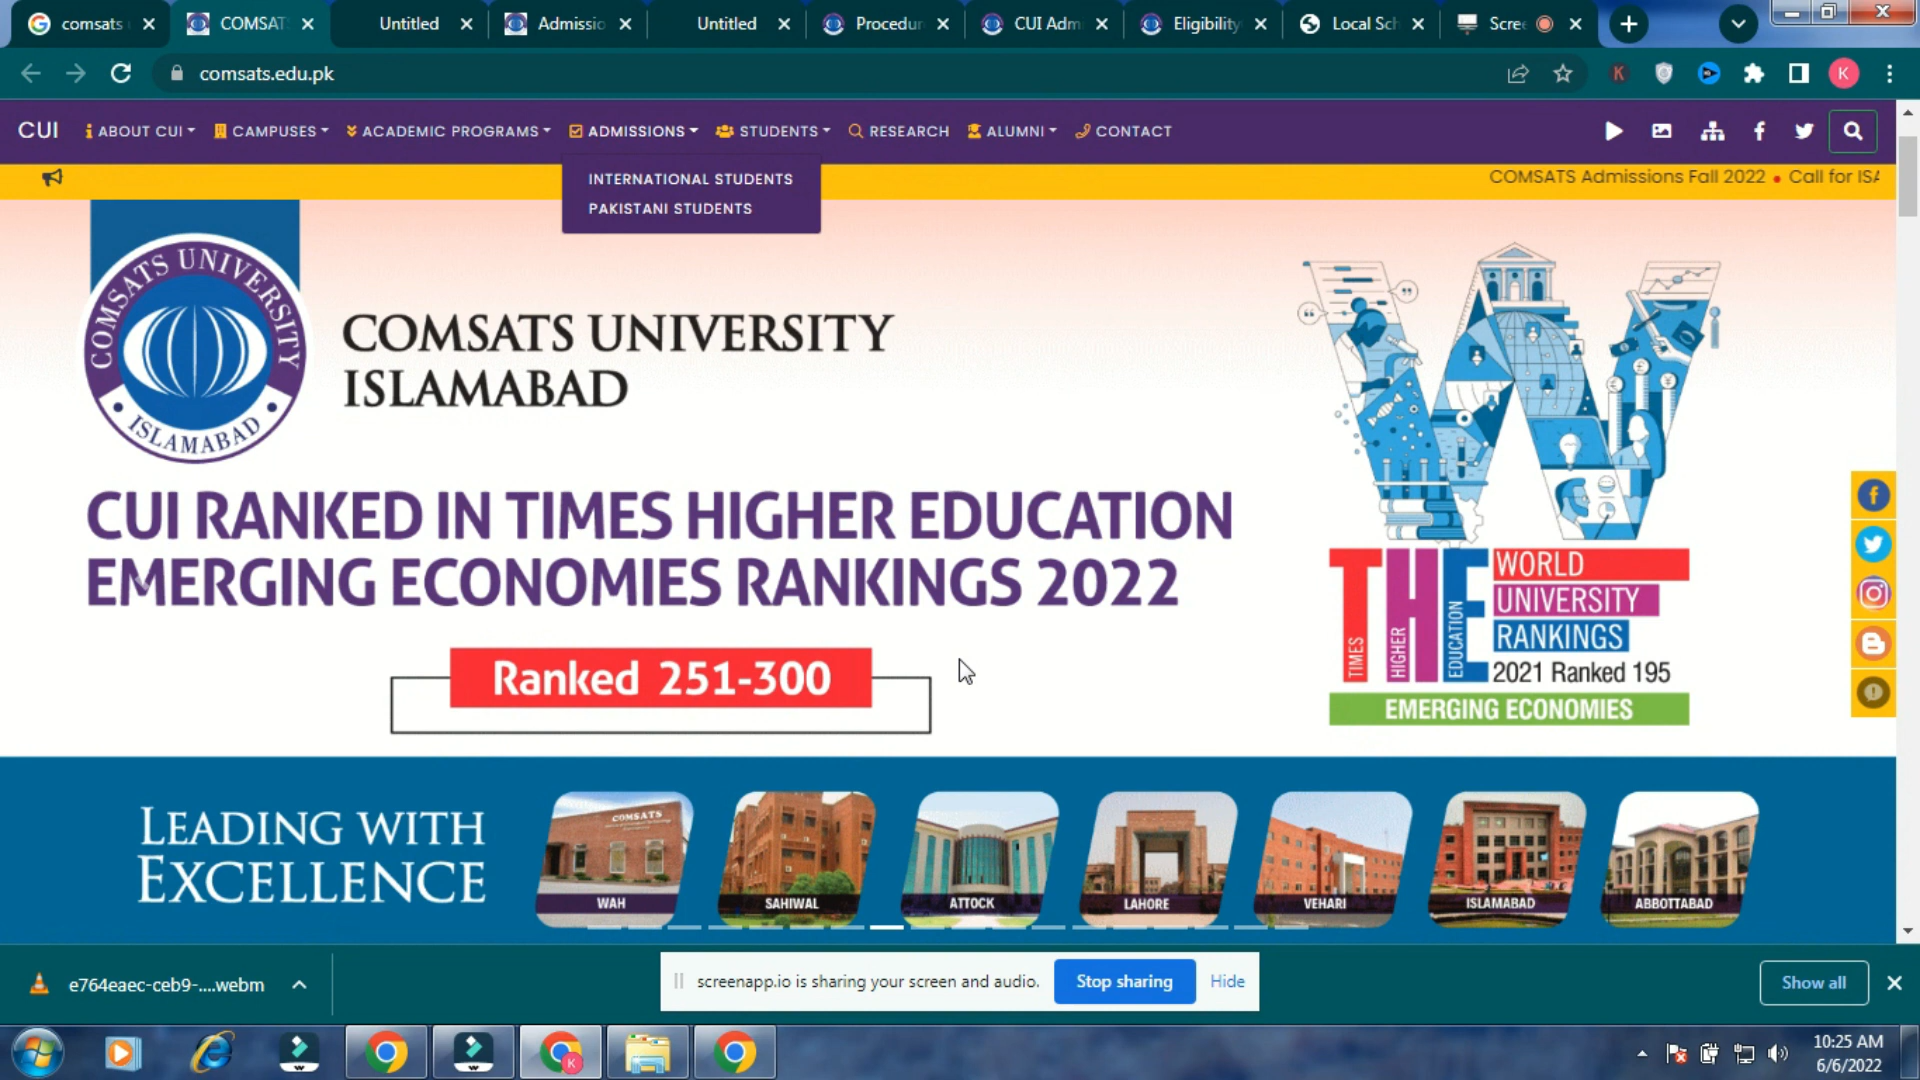 comsats
COMSAT
Untitled
Admissio
Untitled
Procedur
CUI Adm
Eligibility
Local Sch
Scree
comsats.edu.pk
K
CUI
ABOUT CUI
CAMPUSES
ACADEMIC PROGRAMS
ADMISSIONS
STUDENTS
RESEARCH
ALUMNI
CONTACT
INTERNATIONAL STUDENTS
PAKISTANI STUDENTS
COMSATS Admissions Fall 2022 • Call for ISA
COMSATS UNIVERSITY
ISLAMABAD
COMSATS UNIVERSITY
ISLAMABAD
CUI RANKED IN TIMES HIGHER EDUCATION
EMERGING ECONOMIES RANKINGS 2022
Ranked 251-300
THE
TIMES
HIGHER
EDUCATION
WORLD
UNIVERSITY
RANKINGS
2021 Ranked 195
EMERGING ECONOMIES
LEADING WITH
EXCELLENCE
COMSATS
WAH
SAHIWAL
ATTOCK
LAHORE
VEHARI
ISLAMABAD
ABBOTTABAD
e764eaec-ceb9-....webm
screenapp.io is sharing your screen and audio.
Stop sharing
Hide
Show all
10:25 AM
6/6/2022